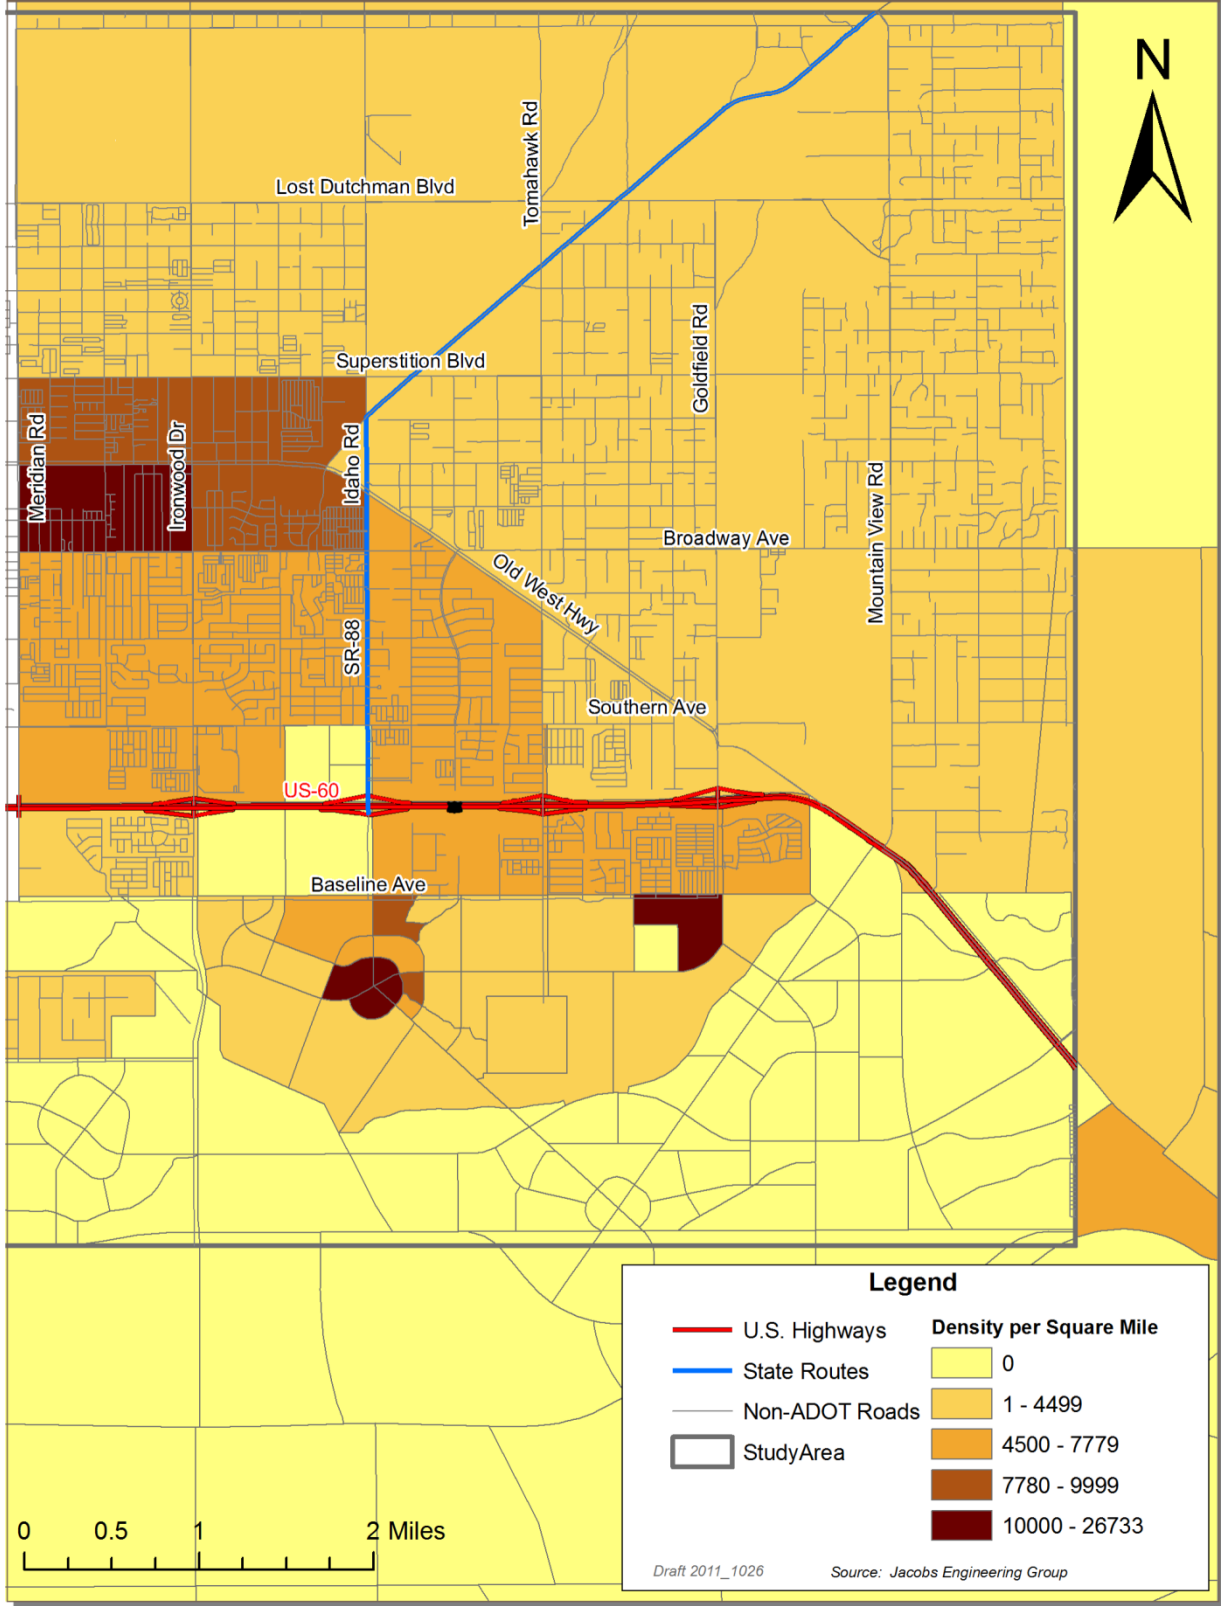 N
Tomahawk Rd
Lost Dutchman Blvd
Goldfield Rd
Superstition Blvd
Meridian Rd
Ironwood Dr
Idaho Rd
Mountain View Rd
Broadway Ave
Old West Hwy
SR-88
Southern Ave
US-60
Baseline Ave
Legend
U.S. Highways
State Routes
Non-ADOT Roads
StudyArea
Density per Square Mile
0
1 - 4499
4500 - 7779
7780 - 9999
10000 - 26733
0 0.5 1 2 Miles
Draft 2011_1026
Source: Jacobs Engineering Group